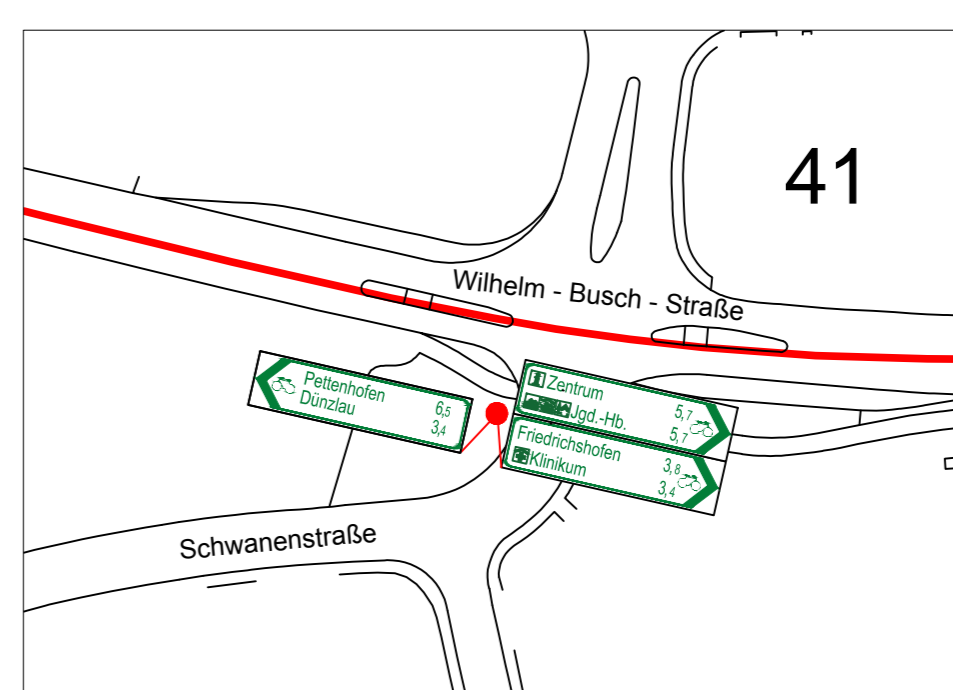 41
Wilhelm - Busch - Straße
Pettenhofen 6,5
Dünzlau 3,4
Zentrum 5,7
Jgd.-Hb. 5,7
Friedrichshofen 3,8
Klinikum 3,4
Schwanenstraße